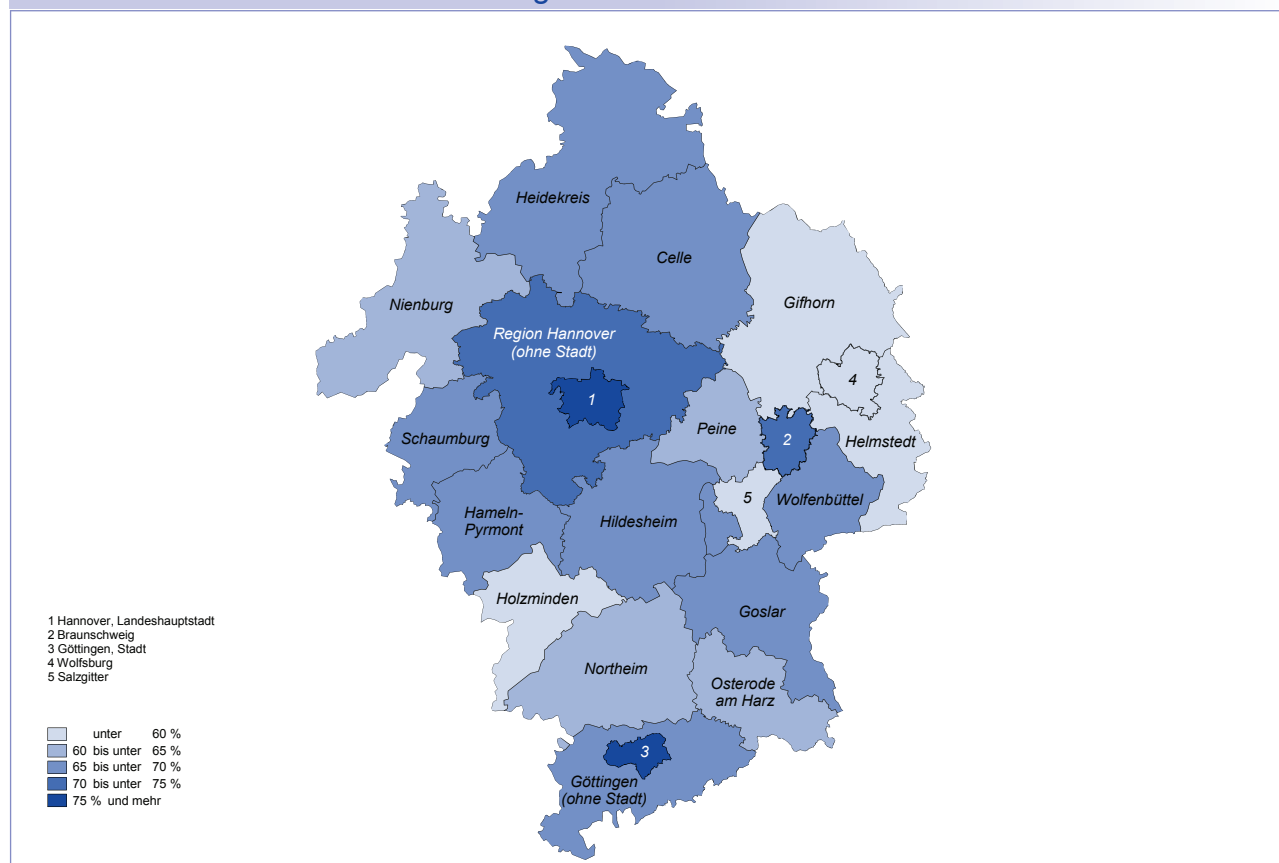 Heidekreis
Celle
Nienburg
Gifhorn
Region Hannover
(ohne Stadt)
4
1
Schaumburg
Peine
2
Helmstedt
5
Wolfenbüttel
Hameln-
Pyrmont
Hildesheim
Holzminden
Goslar
1 Hannover, Landeshauptstadt
2 Braunschweig
3 Göttingen, Stadt
4 Wolfsburg
5 Salzgitter
Northeim
Osterode
am Harz
3
Göttingen
(ohne Stadt)
unter 60 %
60 bis unter 65 %
65 bis unter 70 %
70 bis unter 75 %
75 % und mehr